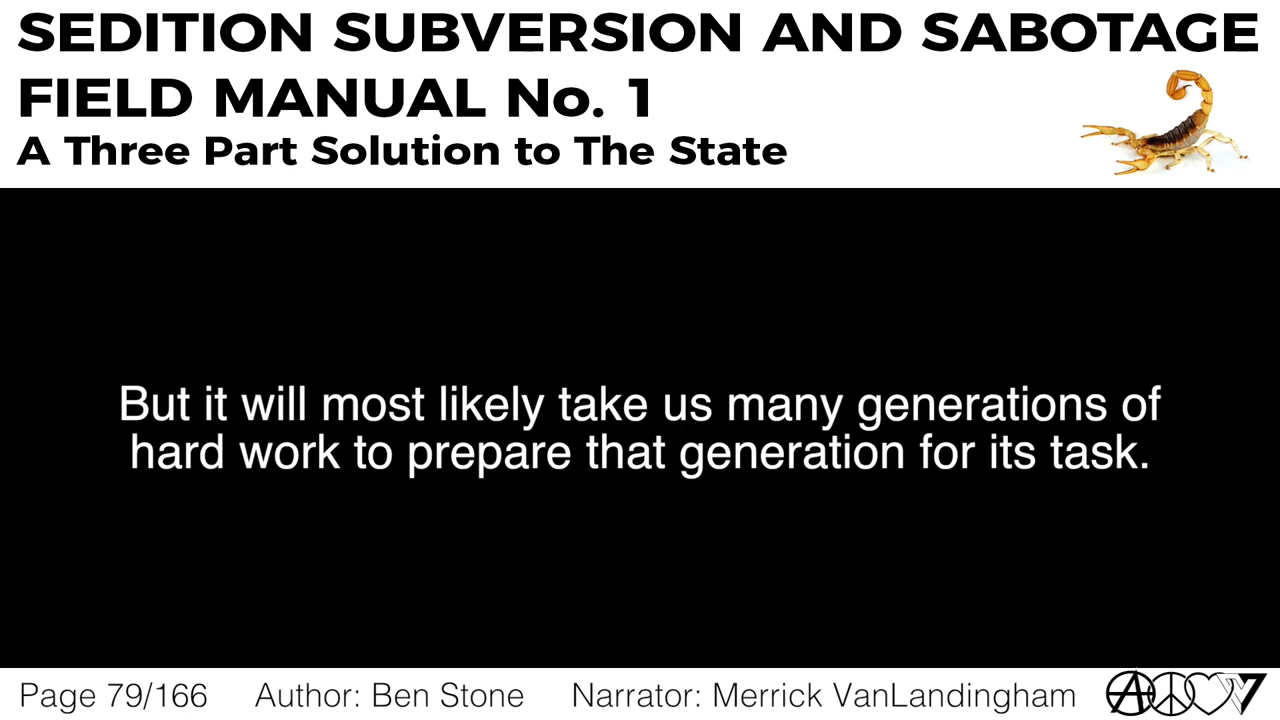 SEDITION SUBVERSION AND SABOTAGE
FIELD MANUAL No. 1
A Three Part Solution to The State
But it will most likely take us many generations of
hard work to prepare that generation for its task.
Page 79/166 Author: Ben Stone Narrator: Merrick VanLandingham